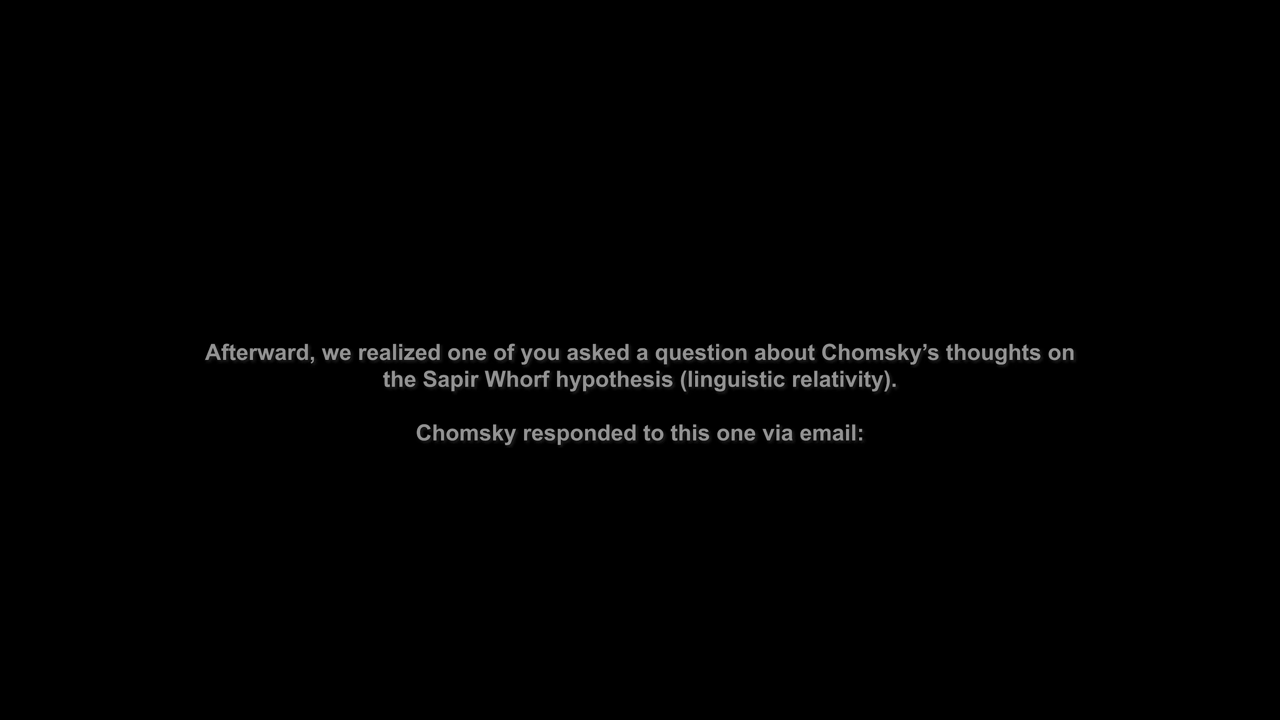 Afterward, we realized one of you asked a question about Chomsky’s thoughts on
the Sapir Whorf hypothesis (linguistic relativity).
Chomsky responded to this one via email: